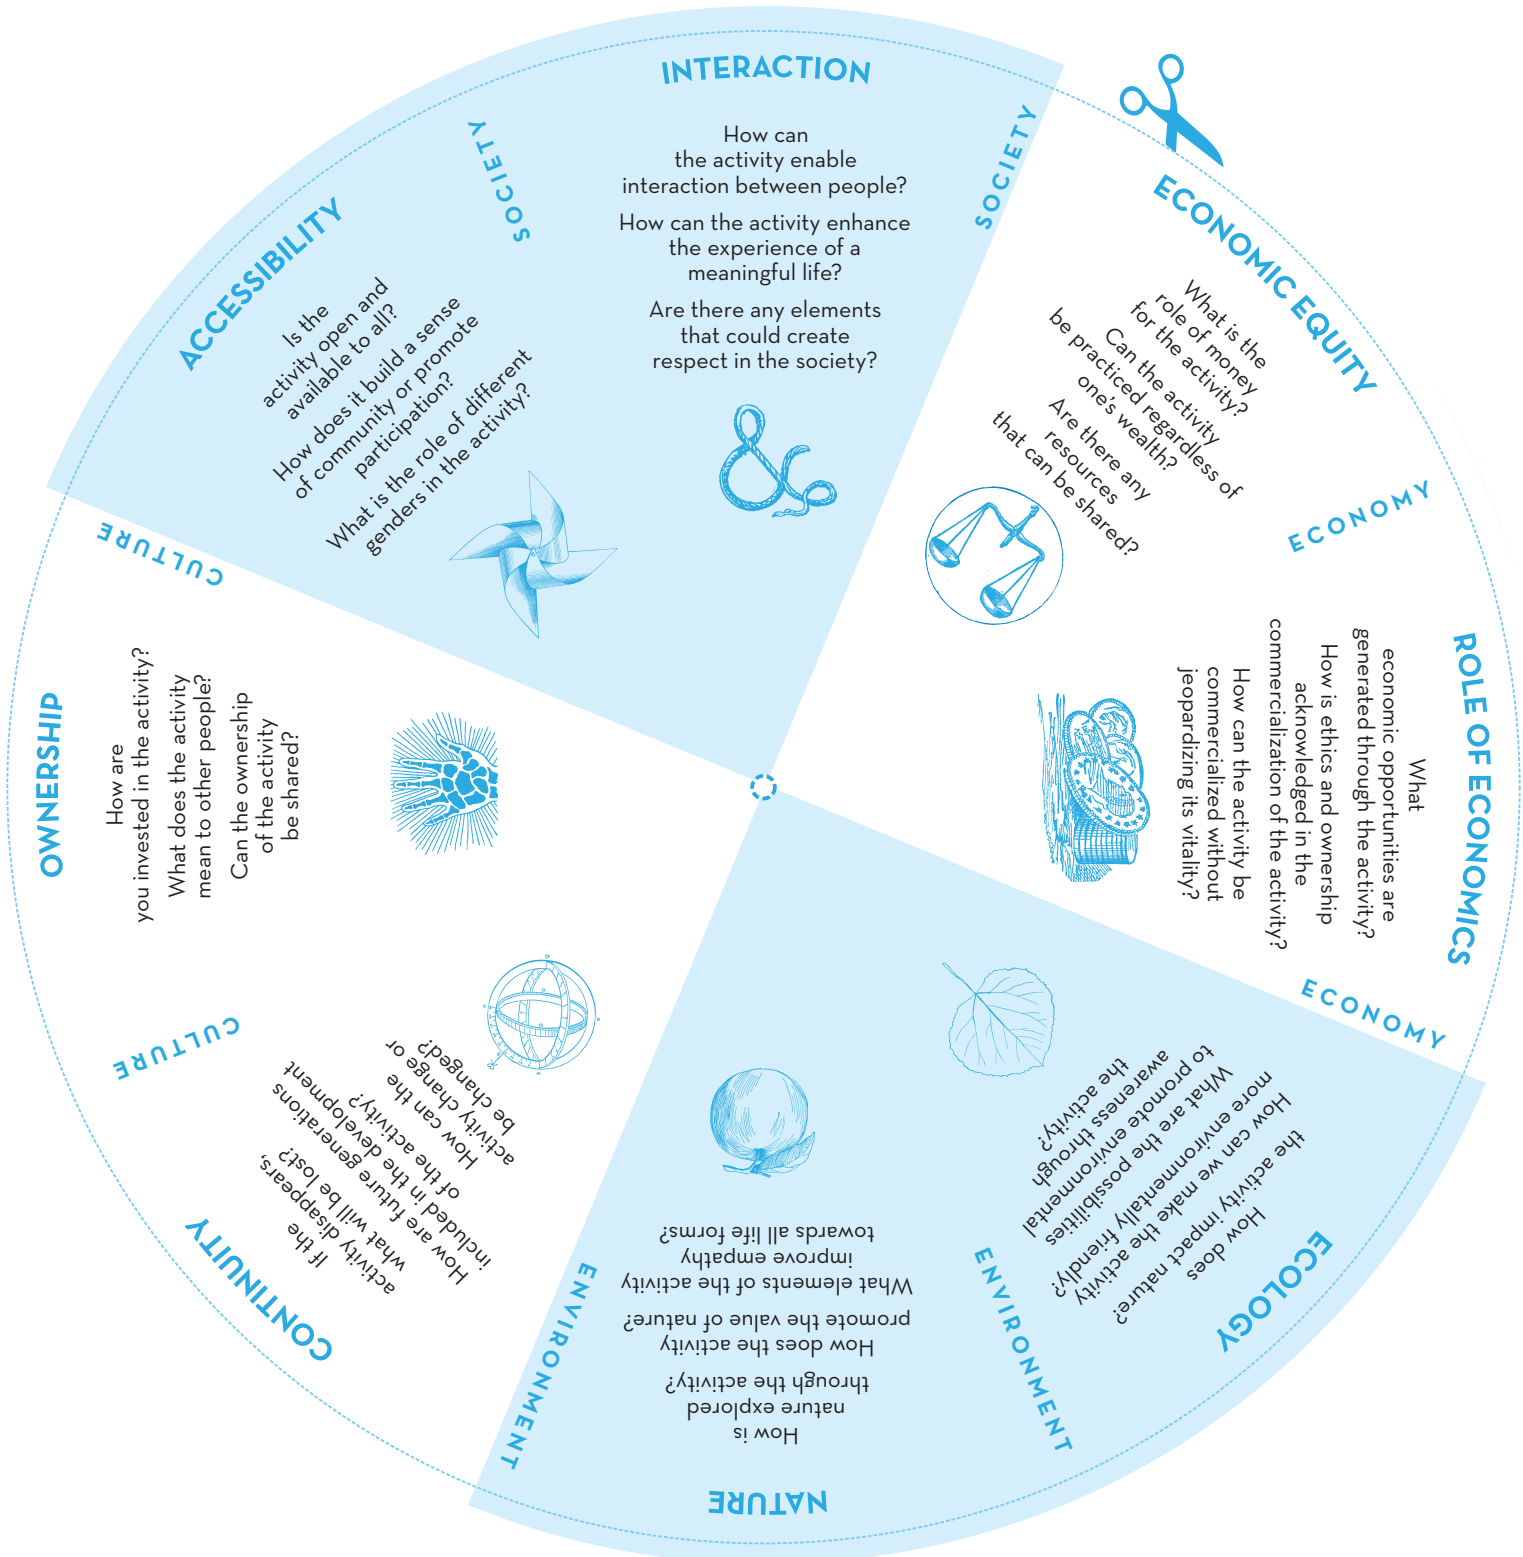 INTERACTION
How can
the activity enable
interaction between people?
How can the activity enhance
the experience of a
meaningful life?
Are there any elements
that could create
respect in the society?
SOCIETY
ECONOMIC EQUITY
What is the
role of money
for the activity?
Can the activity
be practiced regardless of
one's wealth?
Are there any
resources
that can be shared?
ECONOMY
ROLE OF ECONOMICS
What
economic opportunities are
generated through the activity?
How is ethics and ownership
acknowledged in the
commercialization of the activity?
How can the activity be
commercialized without
jeopardizing its vitality?
ECONOMY
ECOLOGY
How does
the activity impact nature?
How can we make the activity
more environmentally friendly?
What are the possibilities
to promote environmental
awareness through
the activity?
ENVIRONMENT
NATURE
How is
nature explored
through the activity?
How does the activity
promote the value of nature?
What elements of the activity
improve empathy
towards all life forms?
ENVIRONMENT
CONTINUITY
If the
activity disappears,
what will be lost?
How are future generations
included in the development
of the activity?
How can the
activity change or
be changed?
CULTURE
OWNERSHIP
How are
you invested in the activity?
What does the activity
mean to other people?
Can the ownership
of the activity
be shared?
CULTURE
ACCESSIBILITY
Is the
activity open and
available to all?
How does it build a sense
of community or promote
participation?
What is the role of different
genders in the activity?
SOCIETY